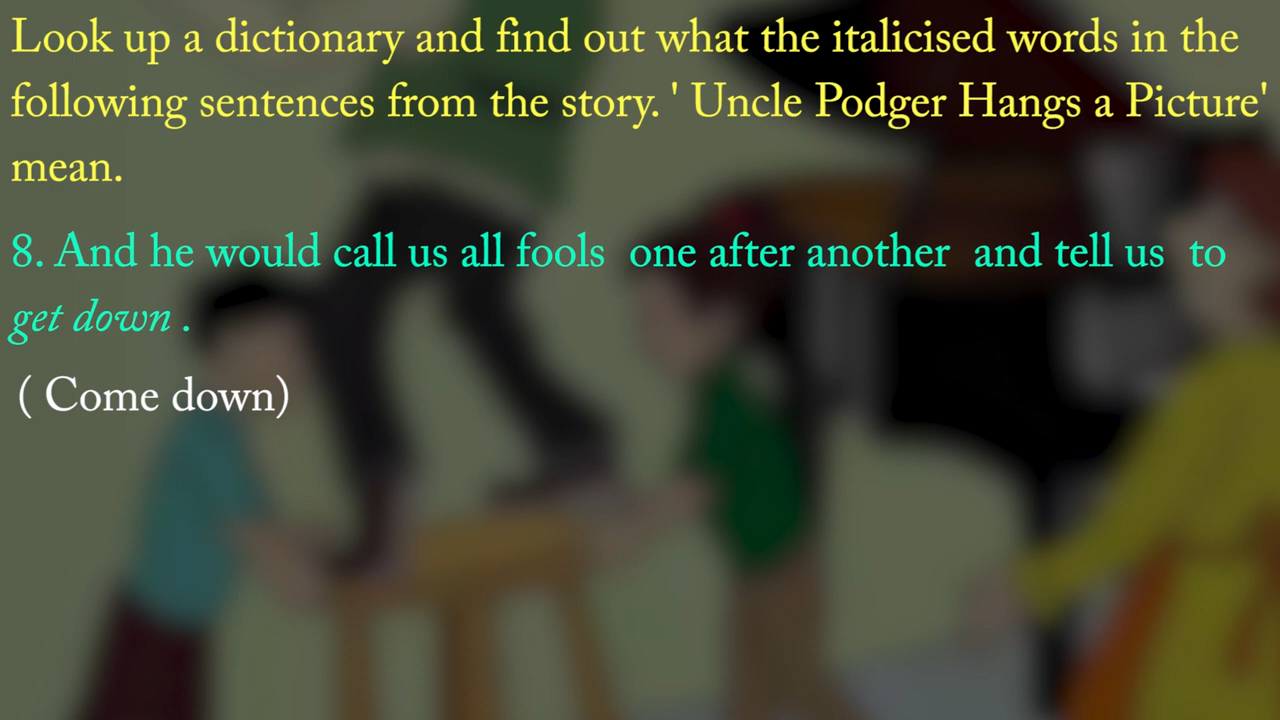 Look up a dictionary and find out what the italicised words in the
following sentences from the story. ' Uncle Podger Hangs a Picture'
mean.
8. And he would call us all fools one after another and tell us to
get down .
( Come down)